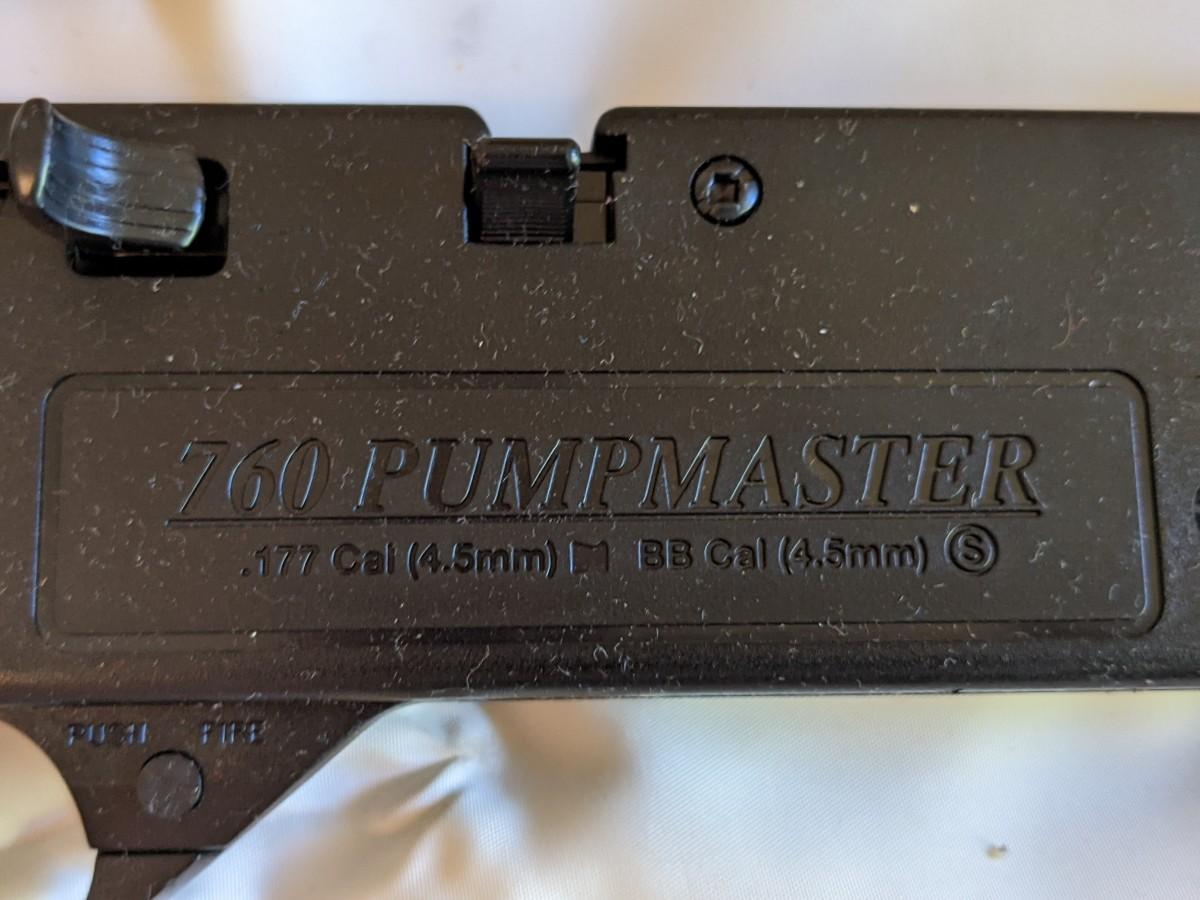 760 PUMPMASTER
.177 Cal (4.5mm) BB Cal (4.5mm) Ⓢ
PUSH FIRE